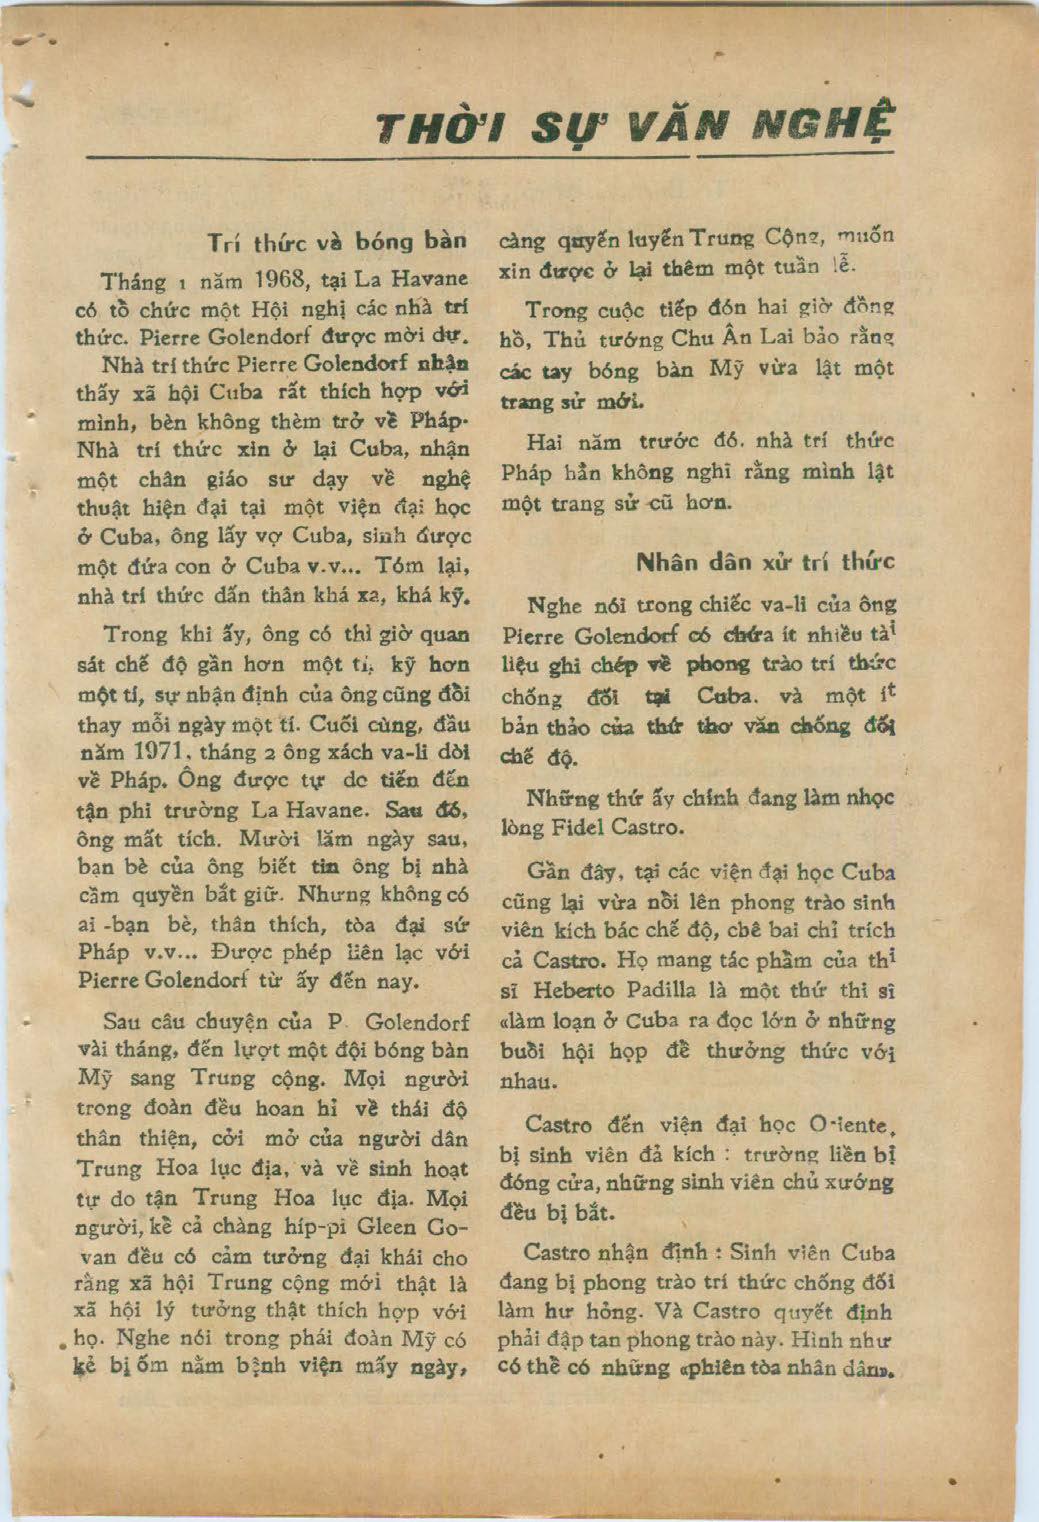 THỜI SỰ VĂN NGHỆ
Trí thức và bóng bàn
Tháng 1 năm 1968, tại La Havane
có tổ chức một Hội nghị các nhà trí
thức. Pierre Golendorf được mời dự.
Nhà trí thức Pierre Golendorf nhận
thấy xã hội Cuba rất thích hợp với
mình, bèn không thèm trở về Pháp.
Nhà trí thức xin ở lại Cuba, nhận
một chân giáo sư dạy về nghệ
thuật hiện đại tại một viện đại học
ở Cuba, ông lấy vợ Cuba, sinh được
một đứa con ở Cuba v.v... Tóm lại,
nhà trí thức dấn thân khá xa, khá kỹ.
Trong khi ấy, ông có thì giờ quan
sát chế độ gần hơn một tí, kỹ hơn
một tí, sự nhận định của ông cũng đổi
thay mỗi ngày một tí. Cuối cùng, đầu
năm 1971, tháng 2 ông xách va-li dòi
về Pháp. Ông được tự do tiến đến
tận phi trường La Havane. Sau đó,
ông mất tích. Mười lăm ngày sau,
bạn bè của ông biết tin ông bị nhà
cầm quyền bắt giữ. Nhưng không có
ai -bạn bè, thân thích, tòa đại sứ
Pháp v.v... Được phép liên lạc với
Pierre Golendorf từ ấy đến nay.
Sau câu chuyện của P. Golendorf
vài tháng, đến lượt một đội bóng bàn
Mỹ sang Trung cộng. Mọi người
trong đoàn đều hoan hỉ về thái độ
thân thiện, cởi mở của người dân
Trung Hoa lục địa, và về sinh hoạt
tự do tận Trung Hoa lục địa. Mọi
người, kể cả chàng híp-pi Gleen Co-
van đều có cảm tưởng đại khái cho
rằng xã hội Trung cộng mới thật là
xã hội lý tưởng thật thích hợp với
họ. Nghe nói trong phái đoàn Mỹ có
kẻ bị ốm nằm bệnh viện mấy ngày,
càng quyến luyến Trung Cộng, muốn
xin được ở lại thêm một tuần lễ.
Trong cuộc tiếp đón hai giờ đồng
hồ, Thủ tướng Chu Ân Lai bảo rằng
các tay bóng bàn Mỹ vừa lật một
trang sử mới.
Hai năm trước đó. nhà trí thức
Pháp hẳn không nghĩ rằng mình lật
một trang sử cũ hơn.
Nhân dân xử trí thức
Nghe nói trong chiếc va-li của ông
Pierre Golendorf có chứa ít nhiều tài
liệu ghi chép về phong trào trí thức
chống đối tại Cuba. và một ít
bản thảo của thứ thơ văn chống đối
chế độ.
Những thứ ấy chính đang làm nhọc
lòng Fidel Castro.
Gần đây, tại các viện đại học Cuba
cũng lại vừa nổi lên phong trào sinh
viên kích bác chế độ, chê bai chỉ trích
cả Castro. Họ mang tác phẩm của thi
sĩ Heberto Padilla là một thứ thi sĩ
«làm loạn ở Cuba ra đọc lớn ở những
buổi hội họp để thưởng thức với
nhau.
Castro đến viện đại học Oriente,
bị sinh viên đả kích : trường liền bị
đóng cửa, những sinh viên chủ xướng
đều bị bắt.
Castro nhận định : Sinh viên Cuba
đang bị phong trào trí thức chống đối
làm hư hỏng. Và Castro quyết định
phải đập tan phong trào này. Hình như
có thể có những «phiên tòa nhân dân».